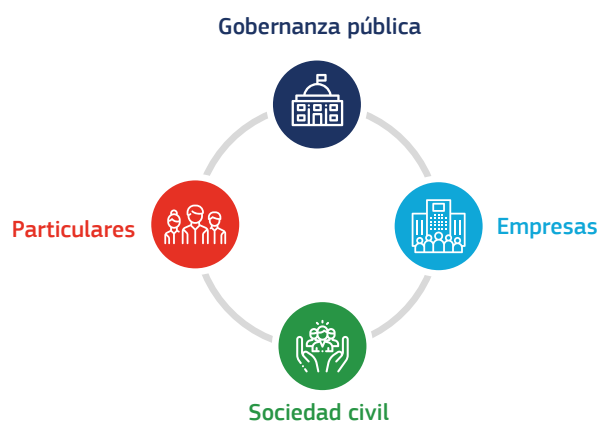 Gobernanza pública
Particulares
Empresas
Sociedad civil